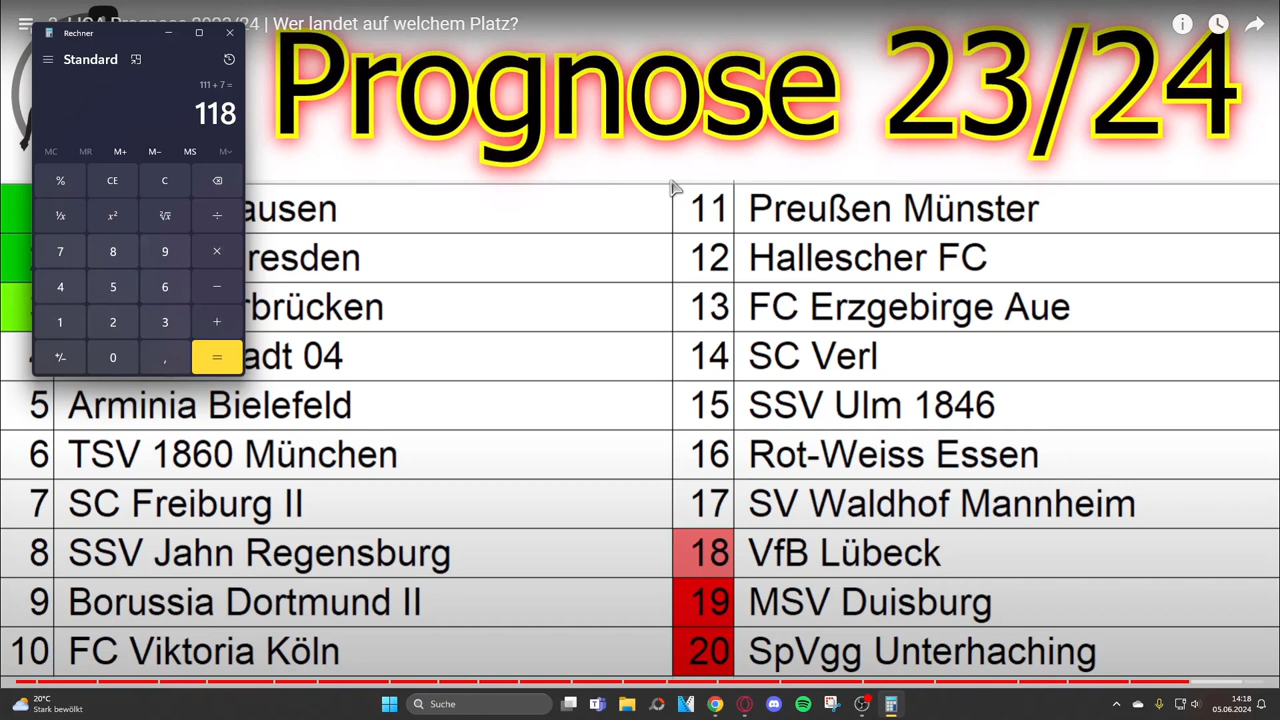 3. LIGA Prognose 2023/24 | Wer landet auf welchem Platz?
Prognose 23/24
Rechner
Standard
111 + 7 =
118
MC MR M+ M− MS M
% CE C
¹/x x² ²√x ÷
7 8 9 ×
4 5 6 −
1 2 3 +
+/− 0 , =
ausen
resden
brücken
adt 04
5 Arminia Bielefeld
6 TSV 1860 München
7 SC Freiburg II
8 SSV Jahn Regensburg
9 Borussia Dortmund II
10 FC Viktoria Köln
11 Preußen Münster
12 Hallescher FC
13 FC Erzgebirge Aue
14 SC Verl
15 SSV Ulm 1846
16 Rot-Weiss Essen
17 SV Waldhof Mannheim
18 VfB Lübeck
19 MSV Duisburg
20 SpVgg Unterhaching
20°C
Stark bewölkt
Suche
14:18
05.06.2024